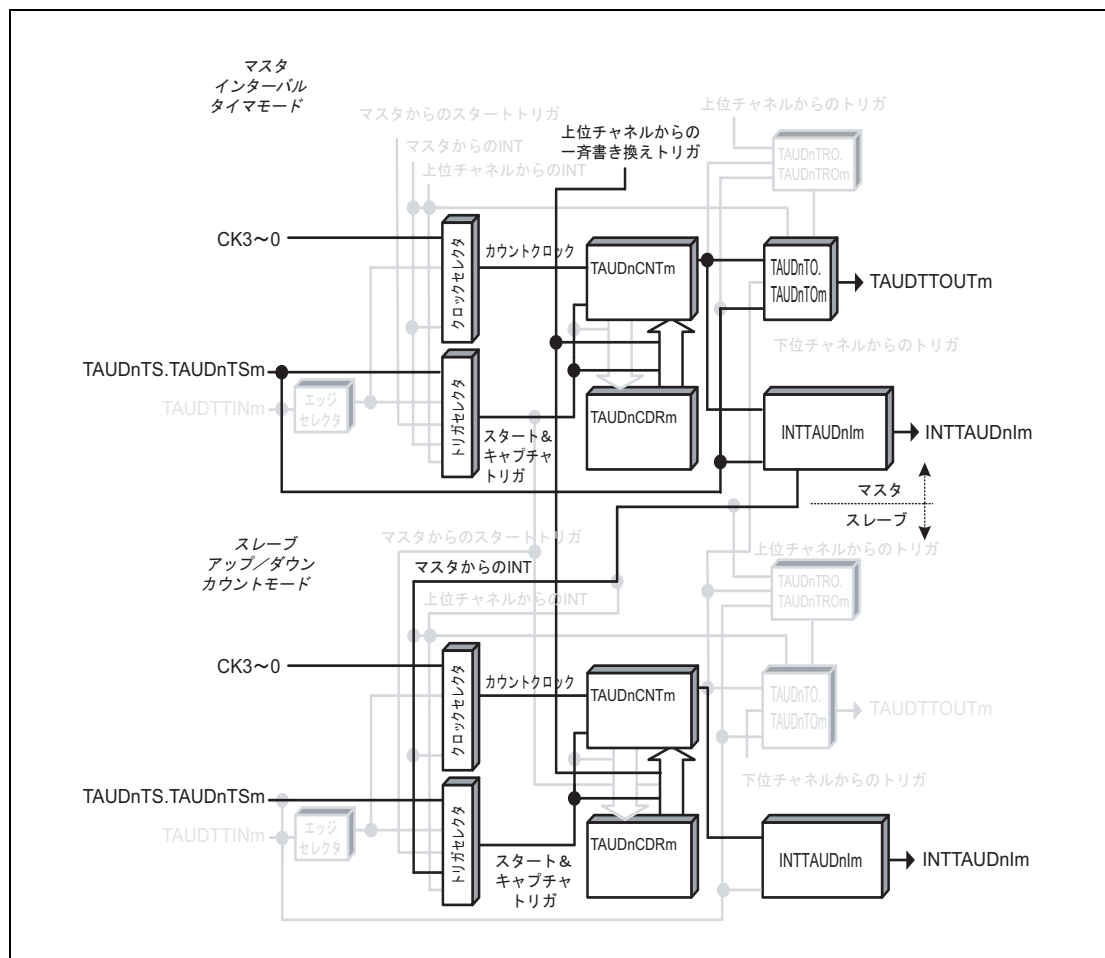 マスタ
インターバル
タイマモード
上位チャネルからのトリガ
マスタからのスタートトリガ
上位チャネルからの
一斉書き換えトリガ
マスタからのINT
上位チャネルからのINT
TAUDnTRO.
TAUDnTROm
CK3～0
クロックセレクタ
カウントクロック
TAUDnCNTm
TAUDnTO.
TAUDnTOm
TAUDTTOUTm
下位チャネルからのトリガ
TAUDnTS.TAUDnTSm
TAUDTTINm
エッジ
セレクタ
トリガセレクタ
スタート&
キャプチャ
トリガ
TAUDnCDRm
INTTAUDnIm
INTTAUDnIm
マスタ
スレーブ
スレーブ
アップ／ダウン
カウントモード
マスタからのスタートトリガ
マスタからのINT
上位チャネルからのINT
上位チャネルからのトリガ
TAUDnTRO.
TAUDnTROm
CK3～0
クロックセレクタ
カウントクロック
TAUDnCNTm
TAUDnTO.
TAUDnTOm
TAUDTTOUTm
下位チャネルからのトリガ
TAUDnTS.TAUDnTSm
TAUDTTINm
エッジ
セレクタ
トリガセレクタ
スタート&
キャプチャ
トリガ
TAUDnCDRm
INTTAUDnIm
INTTAUDnIm